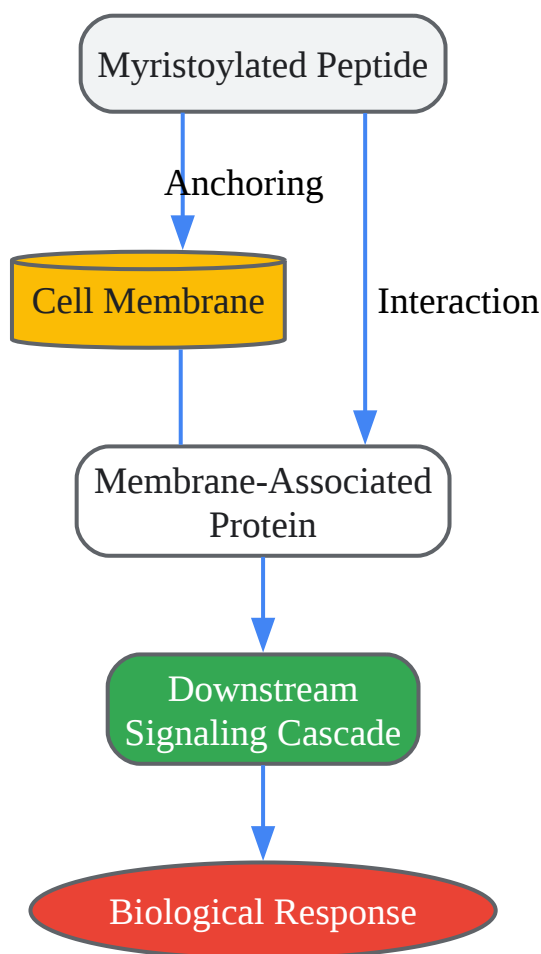 Myristoylated Peptide
Anchoring
Cell Membrane
Interaction
Membrane-Associated
Protein
Downstream
Signaling Cascade
Biological Response